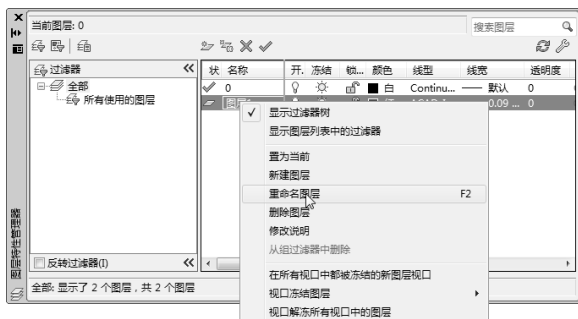 当前图层: 0
搜索图层
过滤器
状 名称 开. 冻结 锁... 颜色 线型 线宽 透明度
全部
0 白 Continu... 默认 0
所有使用的图层
0.09 ... 0
显示过滤器树
显示图层列表中的过滤器
置为当前
新建图层
重命名图层 F2
删除图层
修改说明
从组过滤器中删除
在所有视口中都被冻结的新图层视口
视口冻结图层
视口解冻所有视口中的图层
反转过滤器(I)
全部: 显示了 2 个图层，共 2 个图层
图层特性管理器